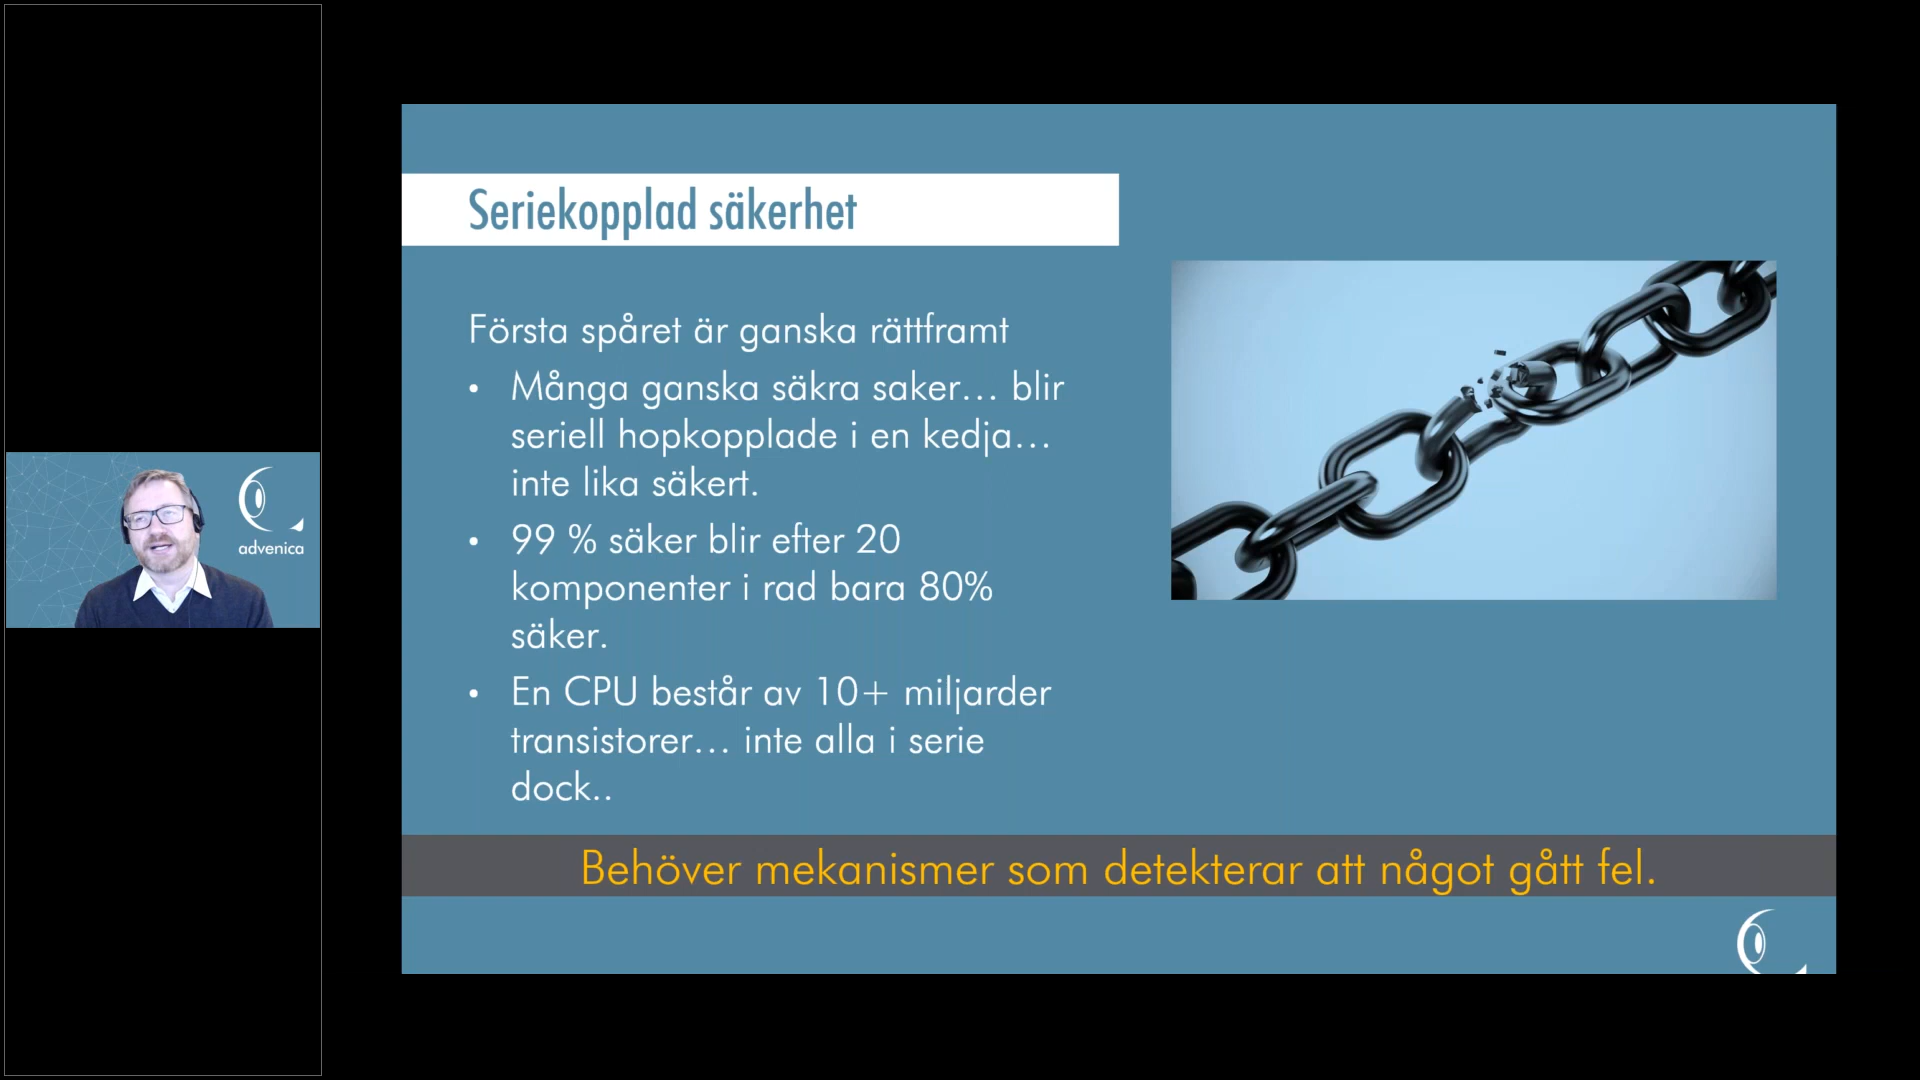 Seriekopplad säkerhet
Första spåret är ganska rättframt
• Många ganska säkra saker… blir
seriell hopkopplade i en kedja…
inte lika säkert.
• 99 % säker blir efter 20
komponenter i rad bara 80%
säker.
• En CPU består av 10+ miljarder
transistorer… inte alla i serie
dock..
Behöver mekanismer som detekterar att något gått fel.
advenica